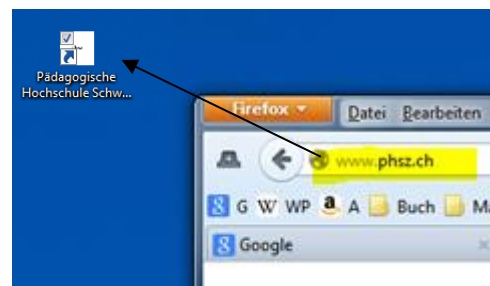 Pädagogische
Hochschule Schw...
Firefox
Datei Bearbeiten
www.phsz.ch
G W WP a A Buch
Google